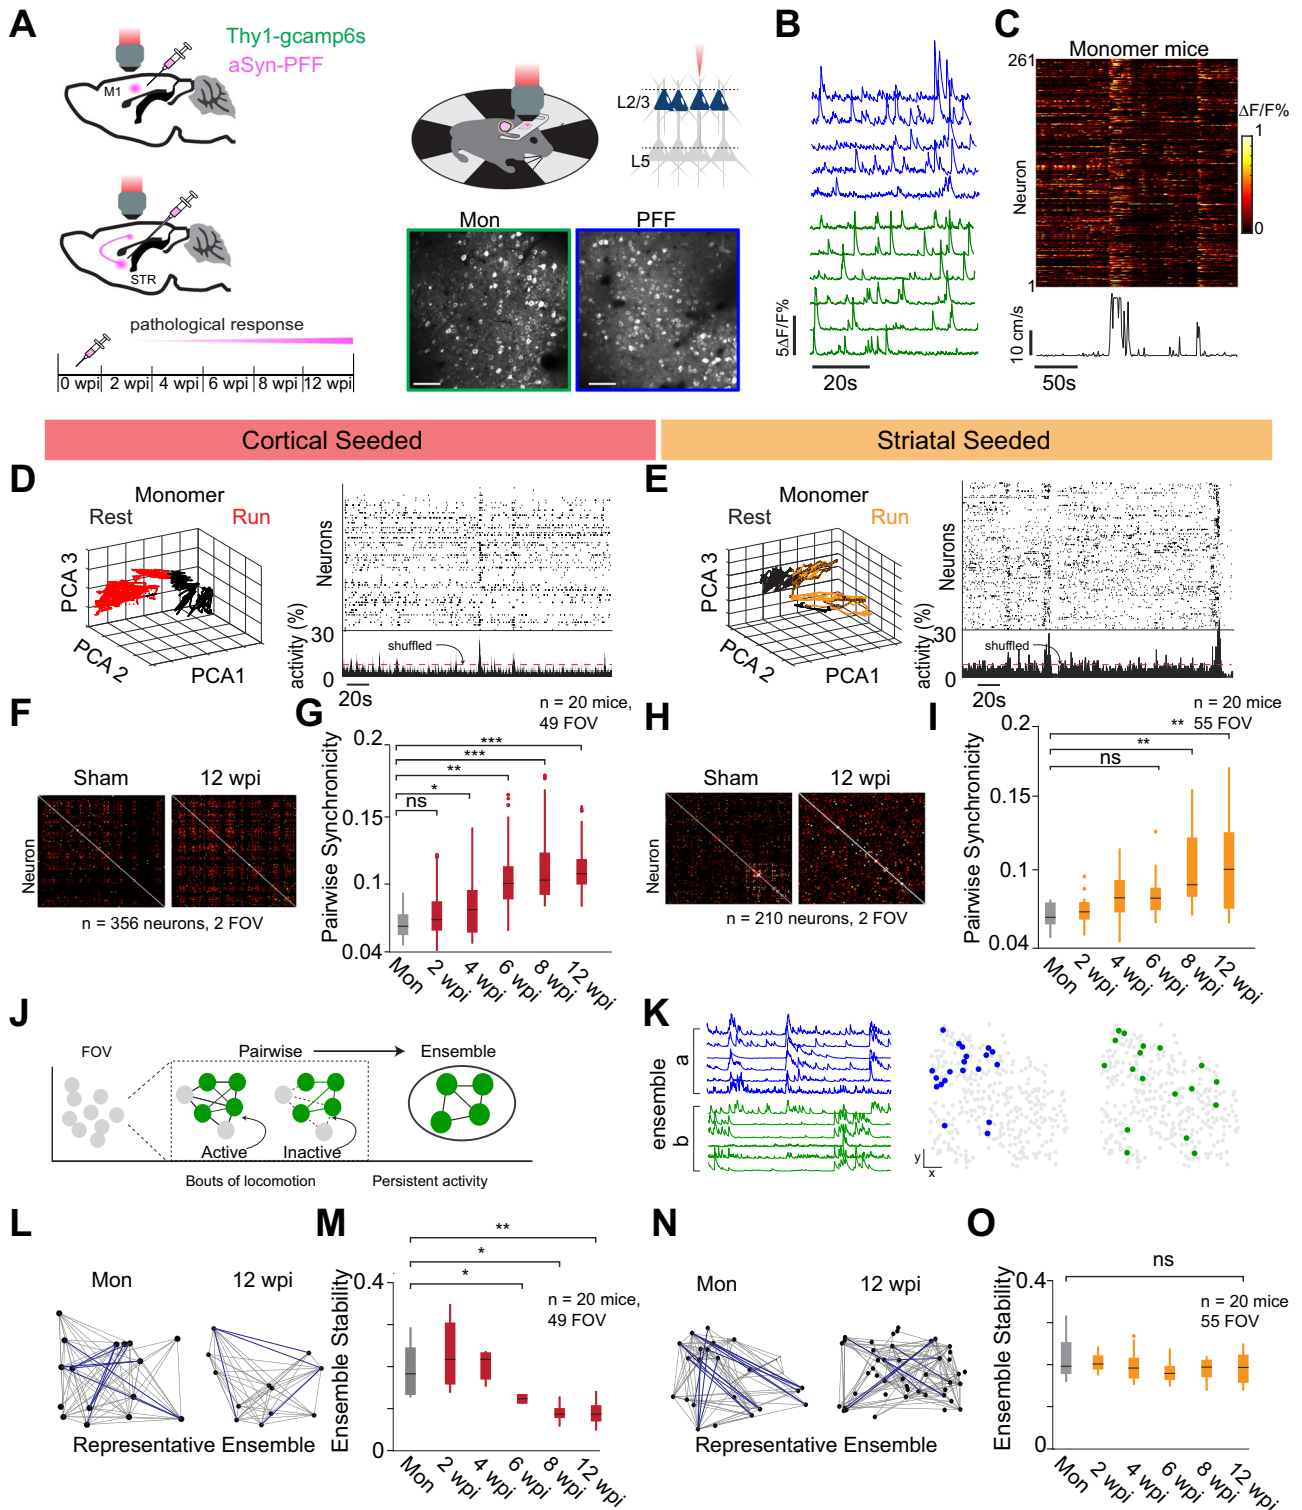 A
Thy1-gcamp6s
aSyn-PFF
M1
STR
pathological response
0 wpi 2 wpi 4 wpi 6 wpi 8 wpi 12 wpi
L2/3
L5
Mon PFF
B
5ΔF/F%
20s
C
Monomer mice
261
Neuron
1
ΔF/F%
1
0
10 cm/s
50s
Cortical Seeded
Striatal Seeded
D
Monomer
Rest Run
PCA 3
PCA 2
PCA1
Neurons
activity (%)
30
0
shuffled
20s
E
Monomer
Rest Run
PCA 3
PCA 2
PCA1
Neurons
activity (%)
30
0
shuffled
20s
F
Sham 12 wpi
Neuron
n = 356 neurons, 2 FOV
G
n = 20 mice,
49 FOV
Pairwise Synchronicity
0.2
0.15
0.1
0.04
***
***
**
*
ns
Mon 2 wpi 4 wpi 6 wpi 8 wpi 12 wpi
H
Sham 12 wpi
Neuron
n = 210 neurons, 2 FOV
I
n = 20 mice
55 FOV
Pairwise Synchronicity
0.2
0.15
0.1
0.04
**
**
ns
Mon 2 wpi 4 wpi 6 wpi 8 wpi 12 wpi
J
FOV
Pairwise Ensemble
Active Inactive
Bouts of locomotion Persistent activity
K
ensemble
a
b
y
x
L
Mon 12 wpi
Representative Ensemble
M
Ensemble Stability
0.4
0
**
*
*
n = 20 mice,
49 FOV
Mon 2 wpi 4 wpi 6 wpi 8 wpi 12 wpi
N
Mon 12 wpi
Representative Ensemble
O
Ensemble Stability
0.4
0
ns
n = 20 mice
55 FOV
Mon 2 wpi 4 wpi 6 wpi 8 wpi 12 wpi